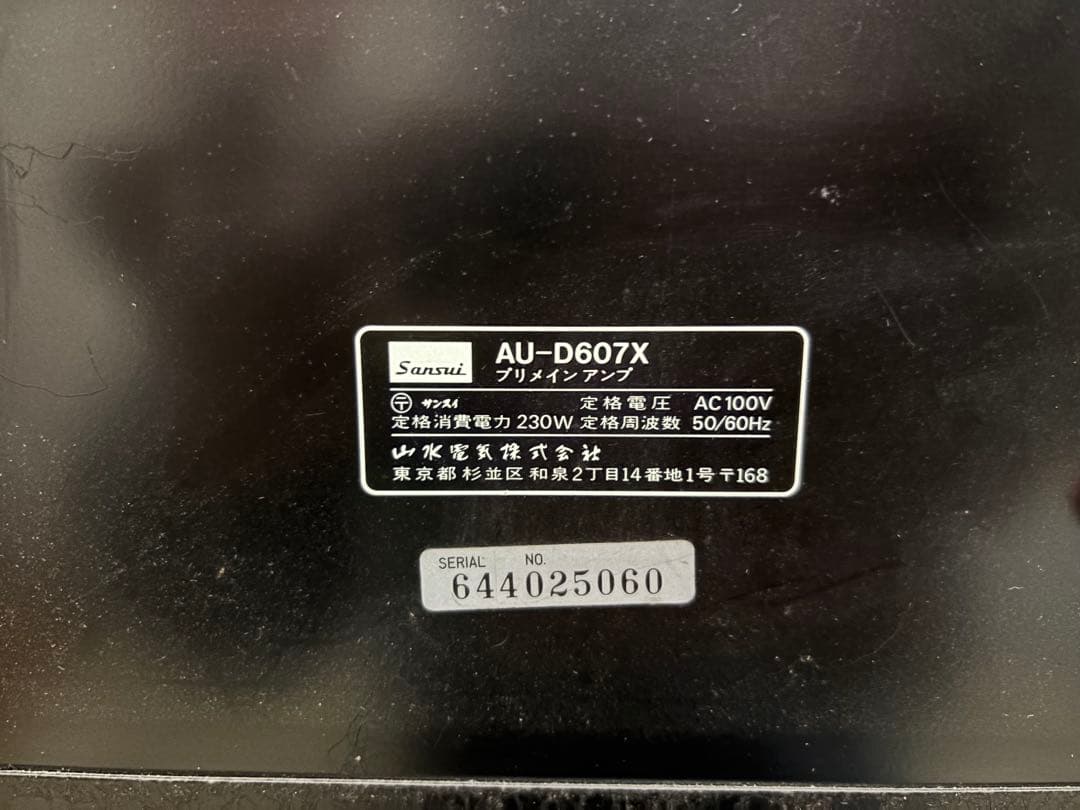 Sansui AU-D607X
プリメインアンプ
〒 サンスイ 定格電圧 AC100V
定格消費電力 230W 定格周波数 50/60Hz
山水電気株式会社
東京都杉並区和泉2丁目14番地1号〒168
SERIAL NO.
644025060